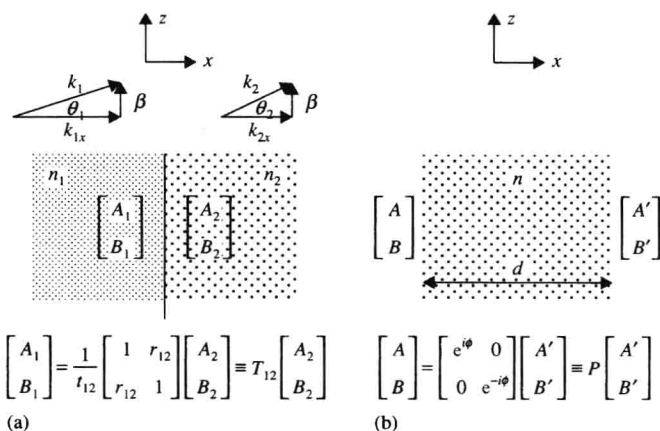 z z
x x
k₁ k₂
θ₁ β θ₂ β
k₁ₓ k₂ₓ
n₁ n₂ n
[A₁ B₁] [A₂ B₂] [A B] [A′ B′]
d
[A₁ B₁] = 1/t₁₂ [1 r₁₂ r₁₂ 1] [A₂ B₂] ≡ T₁₂ [A₂ B₂] [A B] = [e^{iϕ} 0 0 e^{-iϕ}] [A′ B′] ≡ P [A′ B′]
(a) (b)